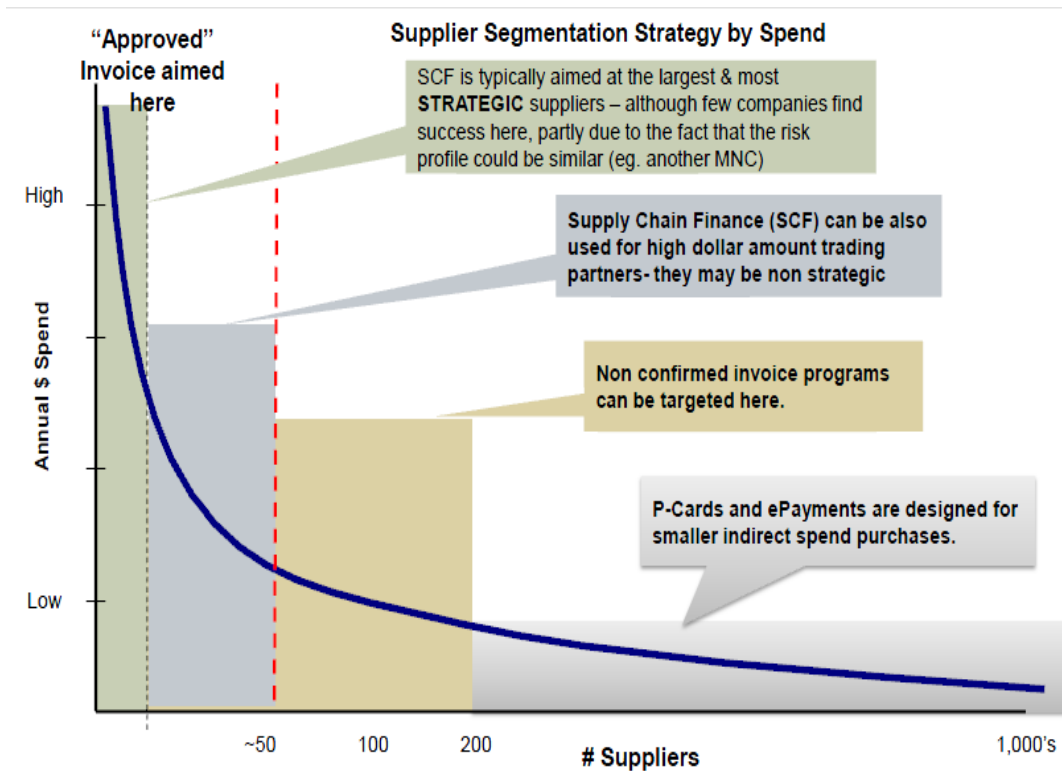 “Approved”
Invoice aimed
here
Supplier Segmentation Strategy by Spend
SCF is typically aimed at the largest & most
STRATEGIC suppliers – although few companies find
success here, partly due to the fact that the risk
profile could be similar (eg. another MNC)
High
Supply Chain Finance (SCF) can be also
used for high dollar amount trading
partners- they may be non strategic
Annual $ Spend
Non confirmed invoice programs
can be targeted here.
P-Cards and ePayments are designed for
smaller indirect spend purchases.
Low
~50
100
200
1,000's
# Suppliers